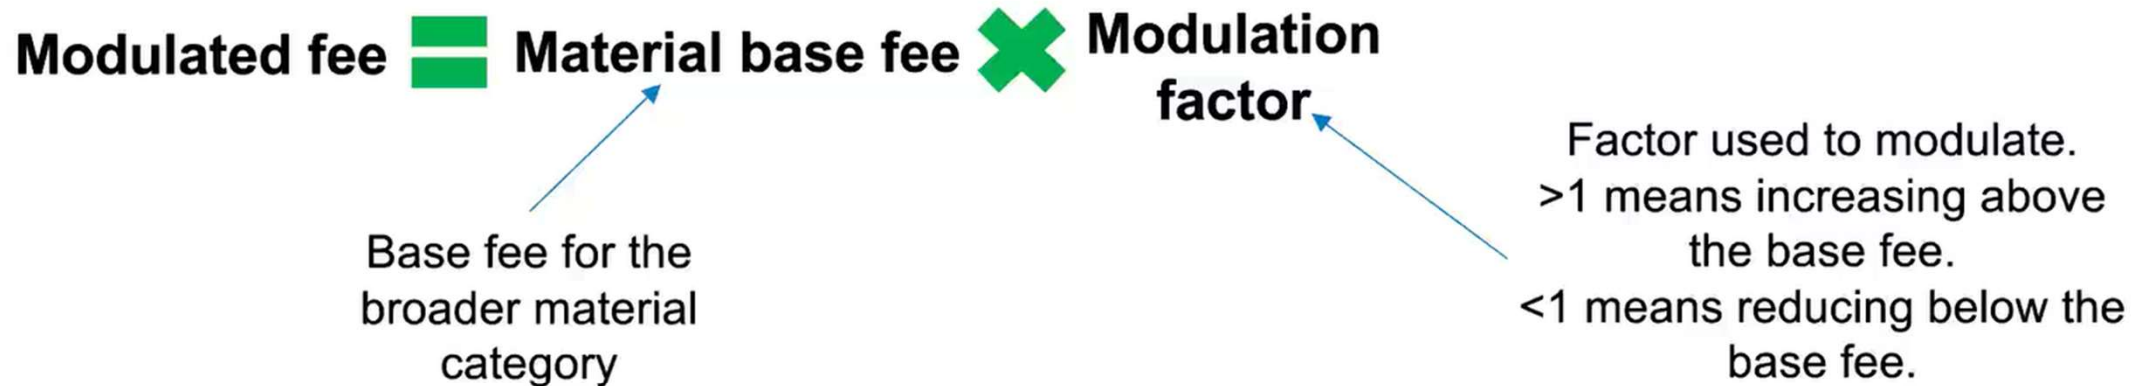 Modulated fee = Material base fee × Modulation
factor
Base fee for the
broader material
category
Factor used to modulate.
>1 means increasing above
the base fee.
<1 means reducing below the
base fee.